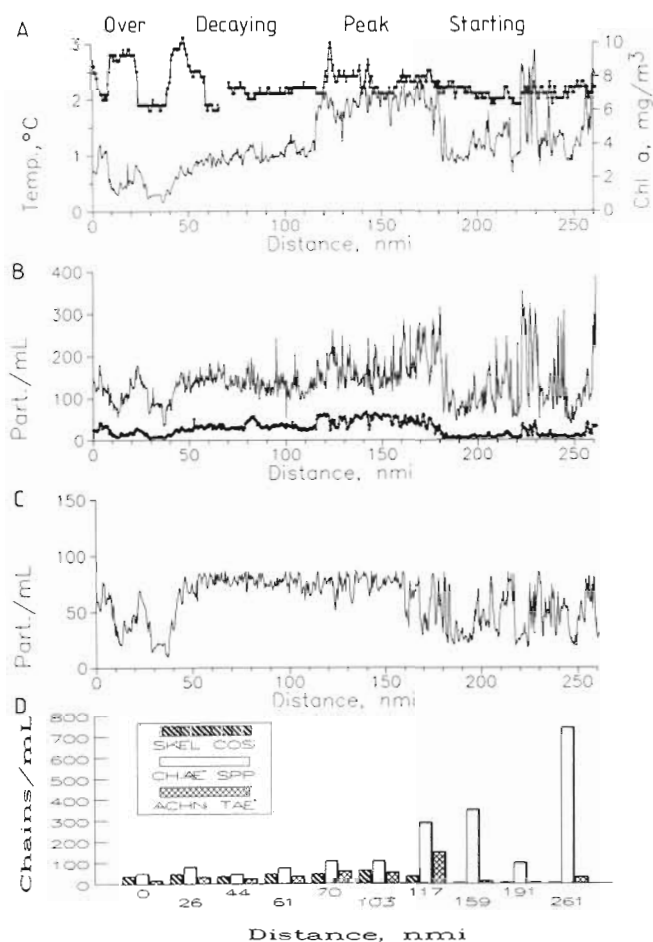 A Over Decaying Peak Starting
3 10
2 8
6
1 4
2
0 0
Temp., °C
Chl a, mg/m³
0 50 100 150 200 250
Distance, nmi
B
400
300
200
100
0
Part./mL
0 50 100 150 200 250
Distance, nmi
C
150
100
50
0
Part./mL
0 50 100 150 200 250
Distance, nmi
D
800
700
600
500
400
300
200
100
0
Chains/mL
SKEL COS
CHAE SPP
ACHN TAE
0 26 44 61 70 103 117 159 191 261
Distance, nmi